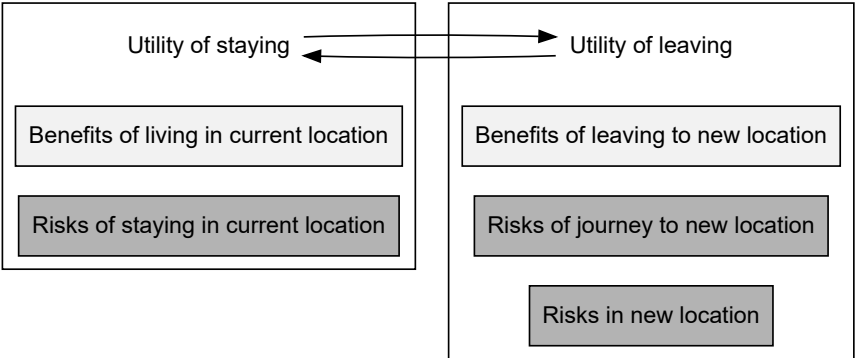 Utility of staying
Utility of leaving
Benefits of living in current location
Benefits of leaving to new location
Risks of staying in current location
Risks of journey to new location
Risks in new location